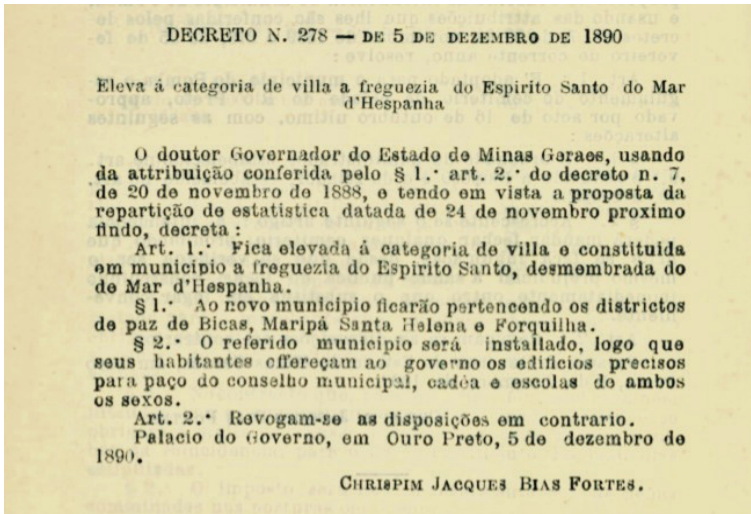 DECRETO N. 278 — DE 5 DE DEZEMBRO DE 1890
Eleva á categoria de villa a freguezia do Espirito Santo do Mar
d'Hespanha
O doutor Governador do Estado de Minas Geraes, usando
da attribuição conferida pelo § 1.º art. 2.º do decreto n. 7,
de 20 de novembro de 1888, e tendo em vista a proposta da
repartição de estatistica datada de 24 de novembro proximo
findo, decreta :
Art. 1.º Fica elevada á categoria de villa e constituida
em municipio a freguezia do Espirito Santo, desmembrada do
de Mar d'Hespanha.
§ 1.º Ao novo municipio ficarão pertencendo os districtos
de paz de Bicas, Maripá Santa Helena e Forquilha.
§ 2.º O referido municipio será installado, logo que
seus habitantes offereçam ao governo os edificios precisos
para paço do conselho municipal, cadêa e escolas de ambos
os sexos.
Art. 2.º Revogam-se as disposições em contrario.
Palacio do Governo, em Ouro Preto, 5 de dezembro de
1890.
CHRISPIM JACQUES BIAS FORTES.